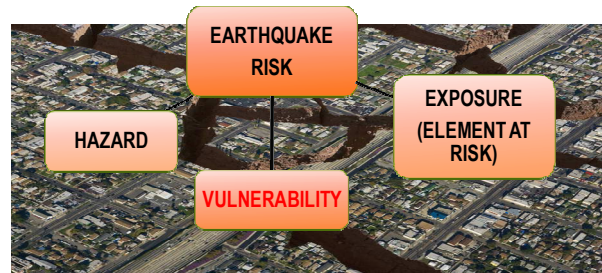 EARTHQUAKE
RISK
HAZARD
EXPOSURE
(ELEMENT AT
RISK)
VULNERABILITY